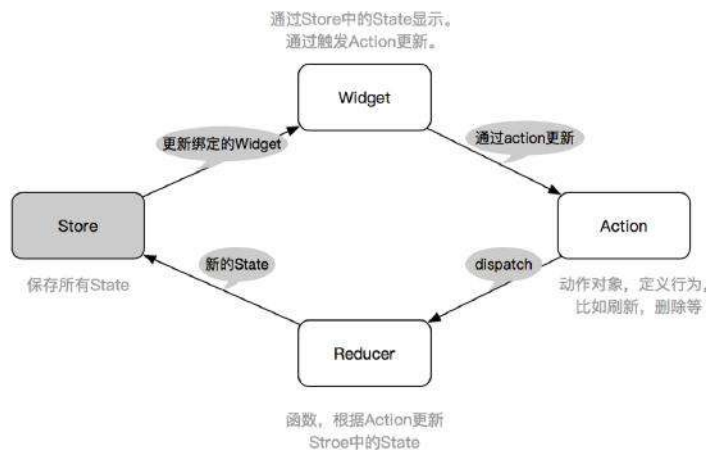 通过Store中的State显示。
通过触发Action更新。
Widget
更新绑定的Widget
通过action更新
Store
Action
保存所有State
新的State
dispatch
动作对象，定义行为，
比如刷新，删除等
Reducer
函数，根据Action更新
Stroe中的State